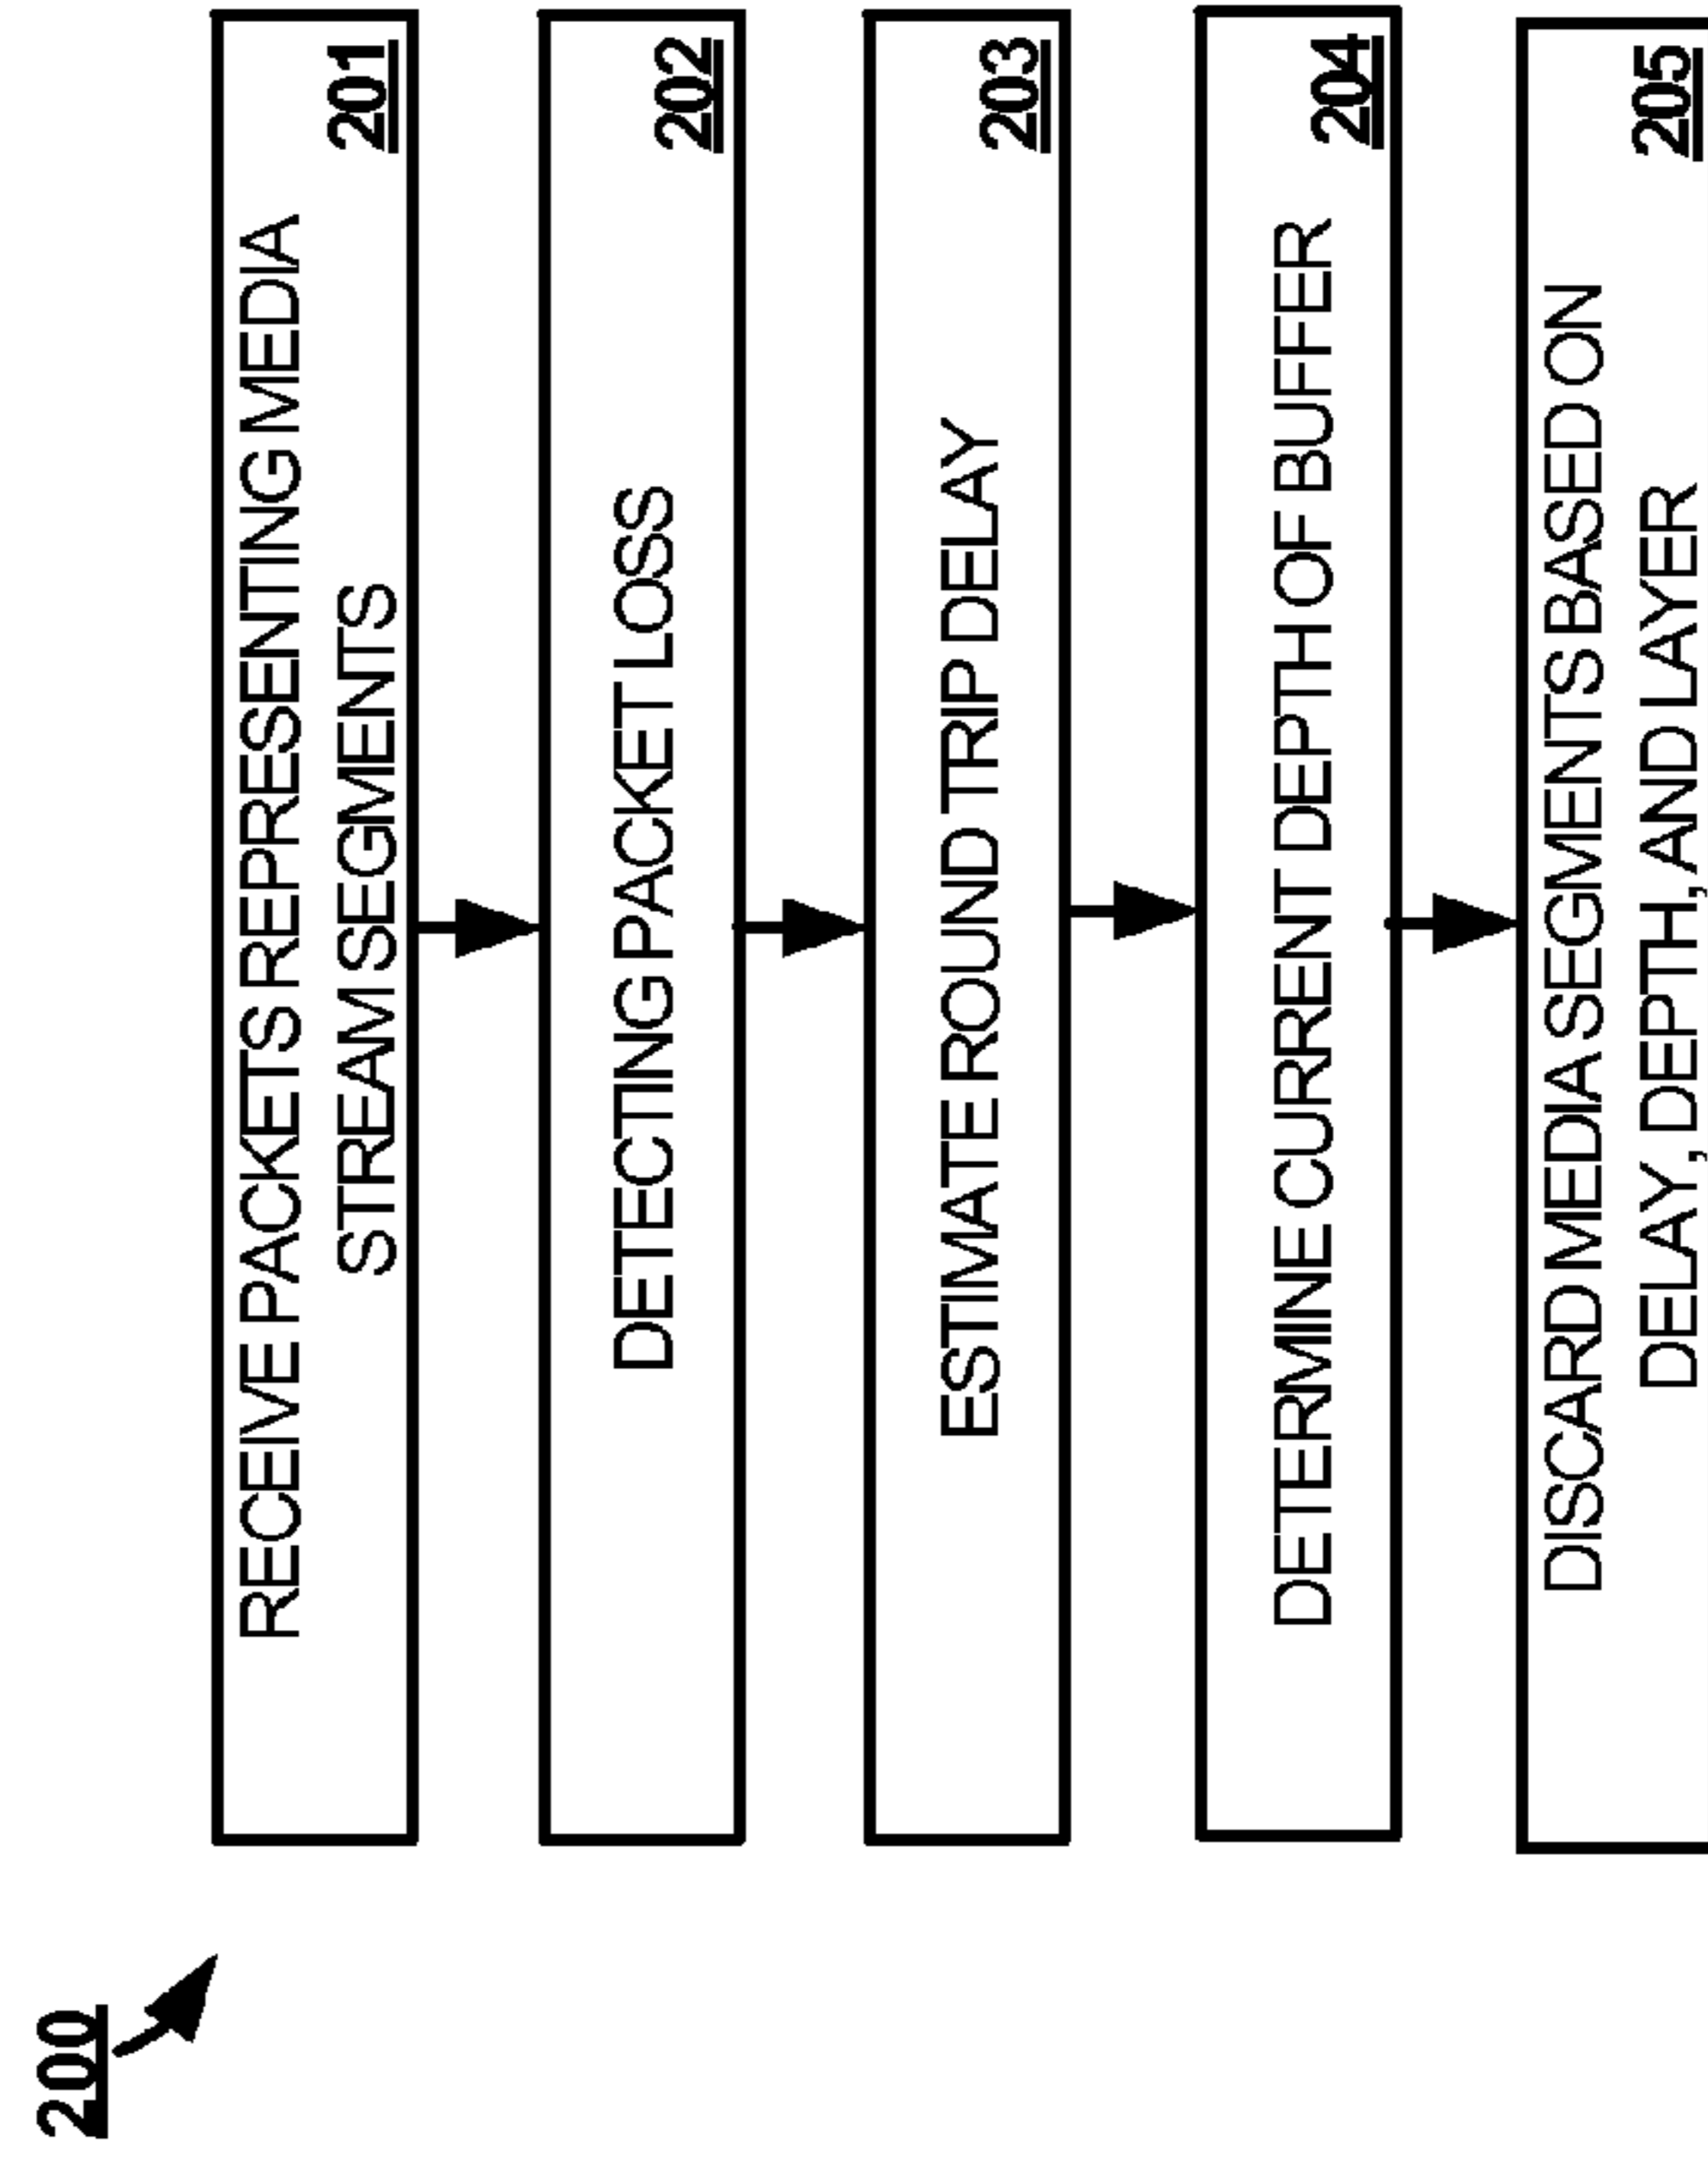 200
RECEIVE PACKETS REPRESENTING MEDIA
STREAM SEGMENTS
201
DETECTING PACKET LOSS
202
ESTIMATE ROUND TRIP DELAY
203
DETERMINE CURRENT DEPTH OF BUFFER
204
DISCARD MEDIA SEGMENTS BASED ON
DELAY, DEPTH, AND LAYER
205